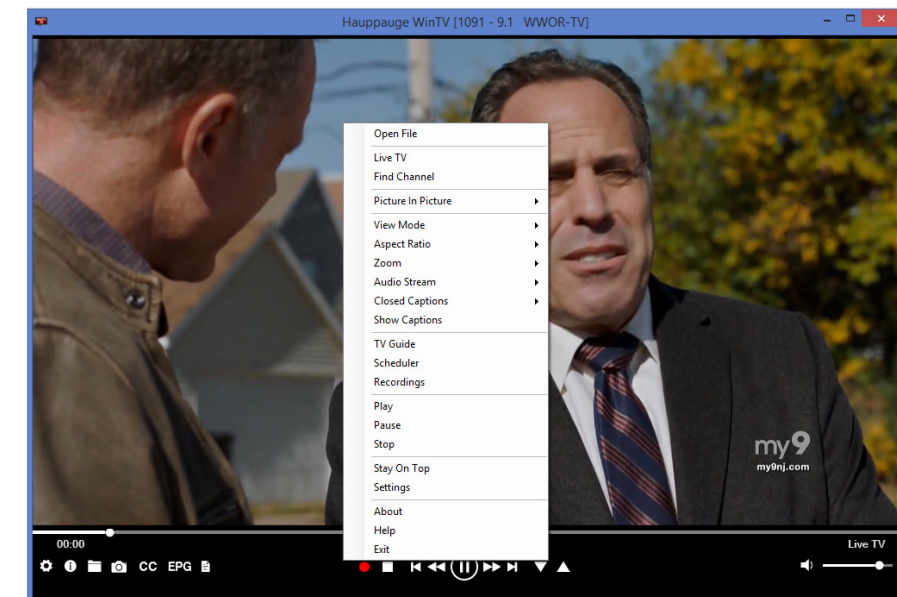 Hauppauge WinTV [1091 - 9.1 WWOR-TV]
Open File
Live TV
Find Channel
Picture In Picture
View Mode
Aspect Ratio
Zoom
Audio Stream
Closed Captions
Show Captions
TV Guide
Scheduler
Recordings
Play
Pause
Stop
Stay On Top
Settings
About
Help
Exit
my9
my9nj.com
00:00
Live TV
CC EPG